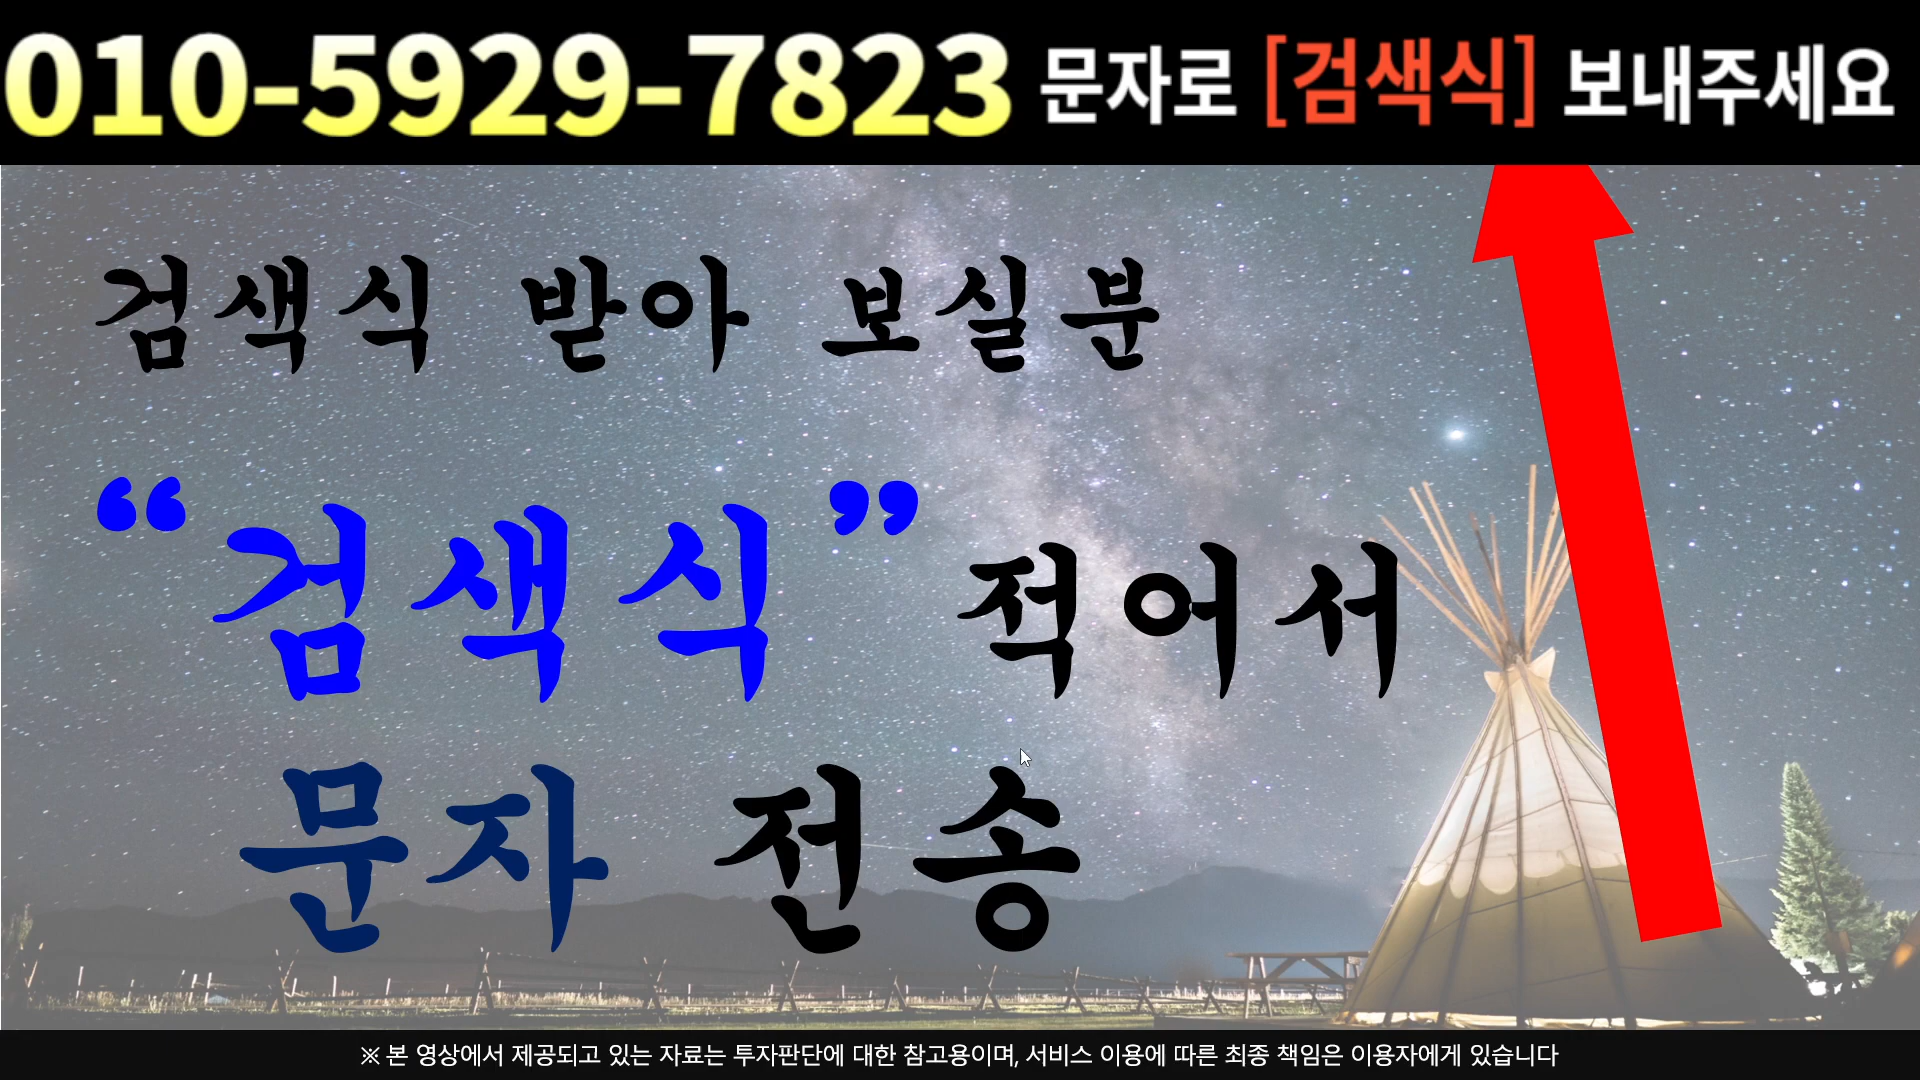 010-5929-7823 문자로 [검색식] 보내주세요
검색식 받아 보실분
“검색식” 적어서
문자 전송
※ 본 영상에서 제공되고 있는 자료는 투자판단에 대한 참고용이며, 서비스 이용에 따른 최종 책임은 이용자에게 있습니다